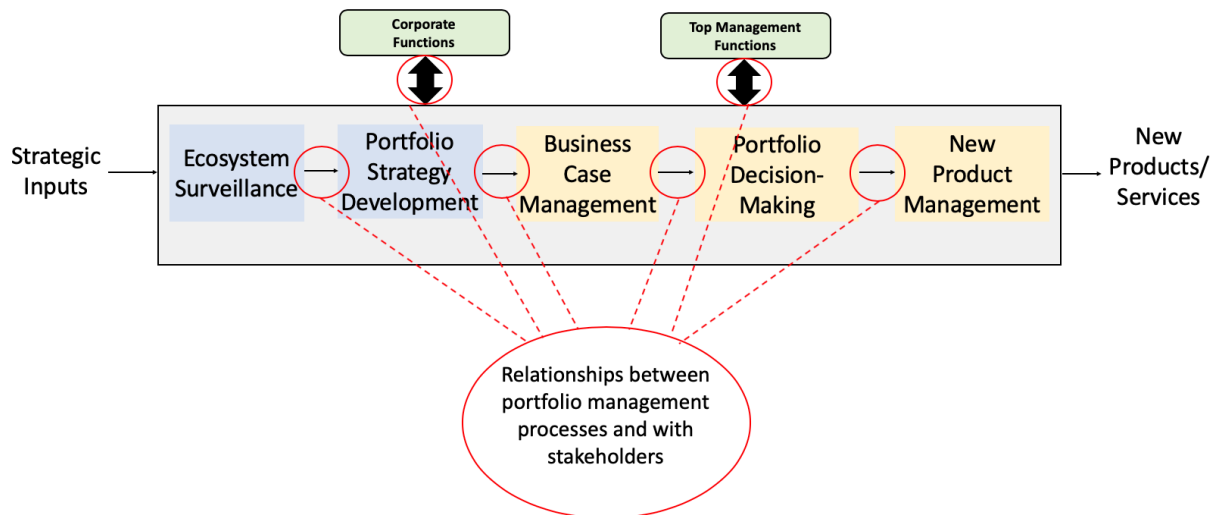 Corporate
Functions
Top Management
Functions
Strategic
Inputs
Ecosystem
Surveillance
Portfolio
Strategy
Development
Business
Case
Management
Portfolio
Decision-
Making
New
Product
Management
New
Products/
Services
Relationships between
portfolio management
processes and with
stakeholders